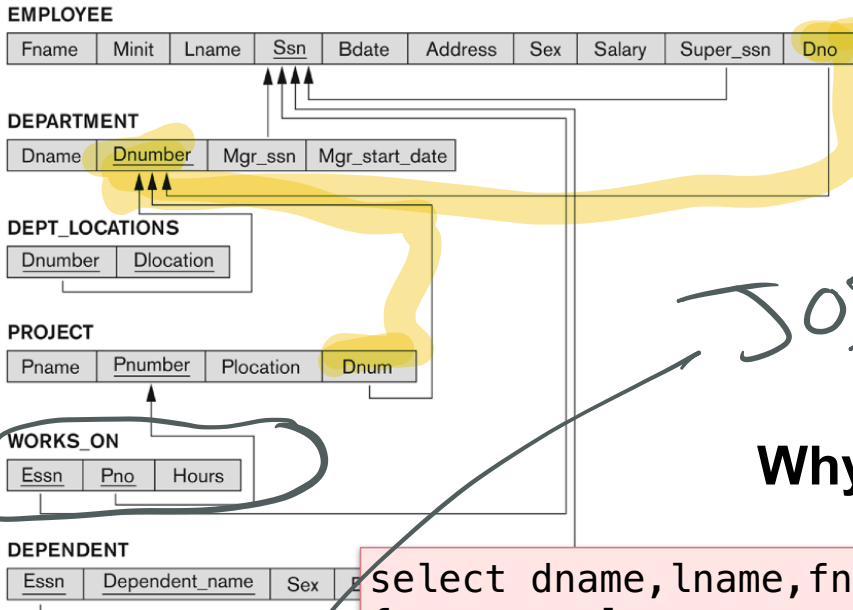 EMPLOYEE
Fname Minit Lname Ssn Bdate Address Sex Salary Super_ssn Dno
DEPARTMENT
Dname Dnumber Mgr_ssn Mgr_start_date
DEPT_LOCATIONS
Dnumber Dlocation
PROJECT
Pname Pnumber Plocation Dnum
JO
WORKS_ON
Essn Pno Hours
Why
DEPENDENT
Essn Dependent_name Sex
select dname,lname,fn